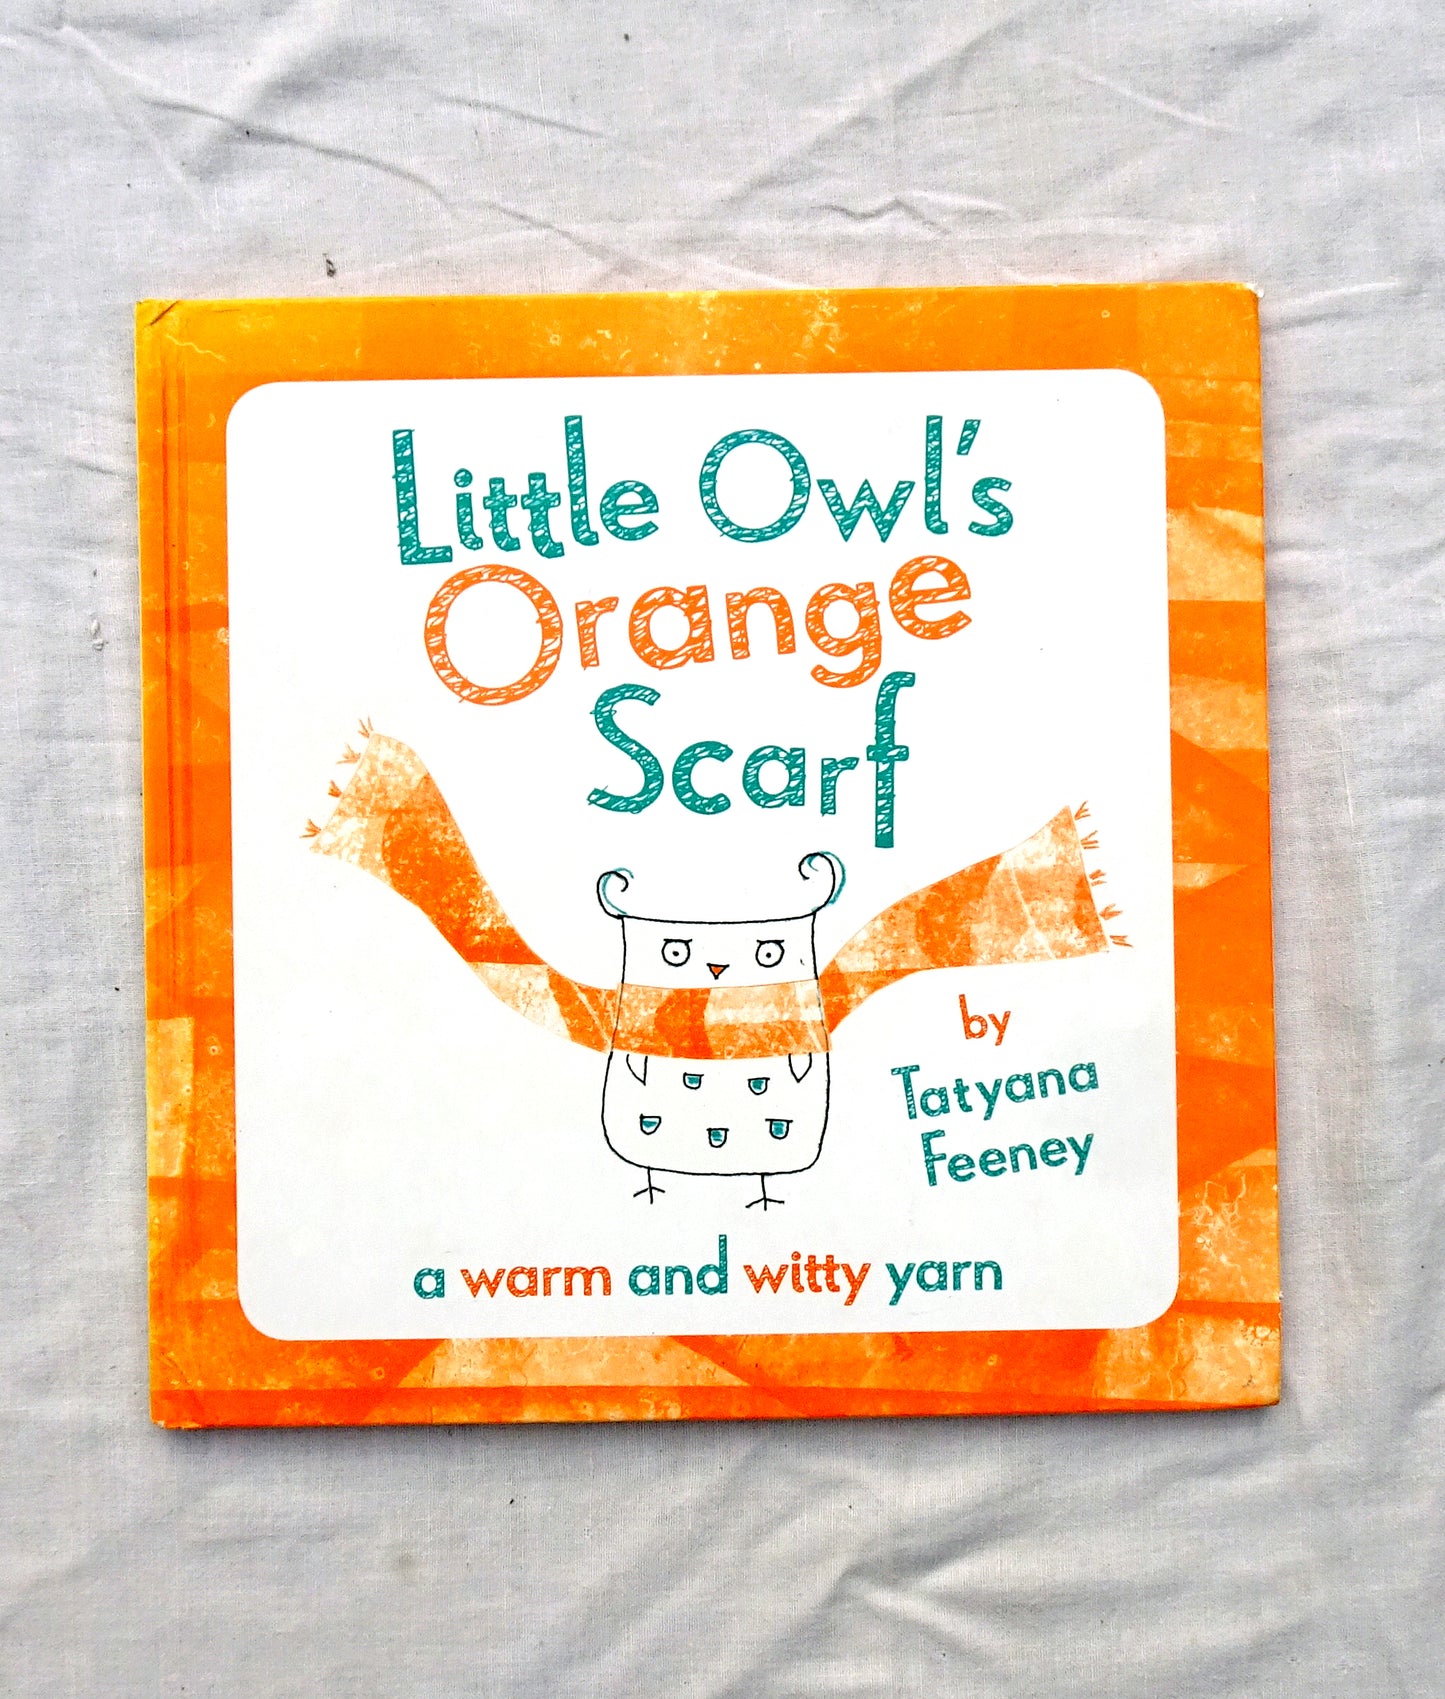 Little Owl's
Orange
Scarf
by
Tatyana
Feeney
a warm and witty yarn